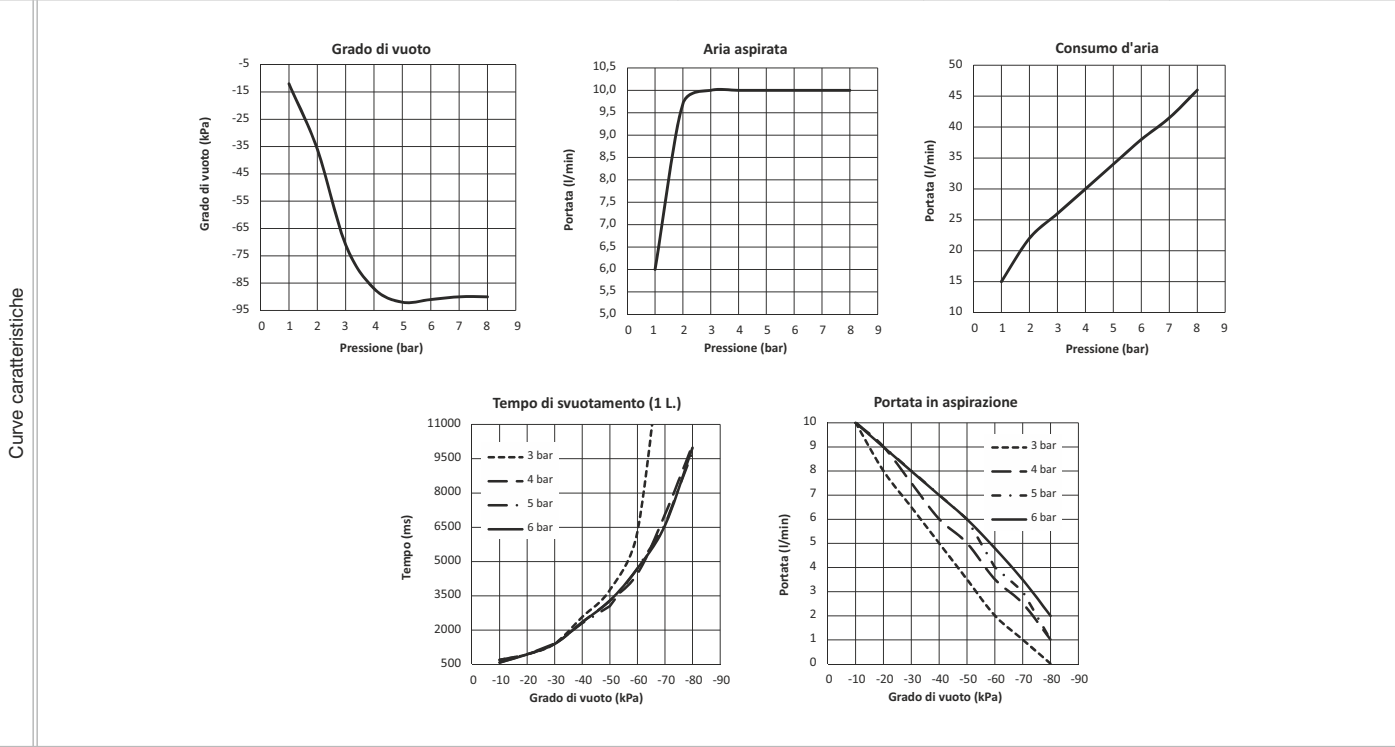 Curve caratteristiche
Grado di vuoto
Grado di vuoto (kPa)
-5
-15
-25
-35
-45
-55
-65
-75
-85
-95
0 1 2 3 4 5 6 7 8 9
Pressione (bar)
Aria aspirata
Portata (l/min)
10,5
10,0
9,5
9,0
8,5
8,0
7,5
7,0
6,5
6,0
5,5
5,0
0 1 2 3 4 5 6 7 8 9
Pressione (bar)
Consumo d'aria
Portata (l/min)
50
45
40
35
30
25
20
15
10
0 1 2 3 4 5 6 7 8 9
Pressione (bar)
Tempo di svuotamento (1 L.)
Tempo (ms)
11000
9500
8000
6500
5000
3500
2000
500
3 bar
4 bar
5 bar
6 bar
0 -10 -20 -30 -40 -50 -60 -70 -80 -90
Grado di vuoto (kPa)
Portata in aspirazione
Portata (l/min)
10
9
8
7
6
5
4
3
2
1
0
3 bar
4 bar
5 bar
6 bar
0 -10 -20 -30 -40 -50 -60 -70 -80 -90
Grado di vuoto (kPa)